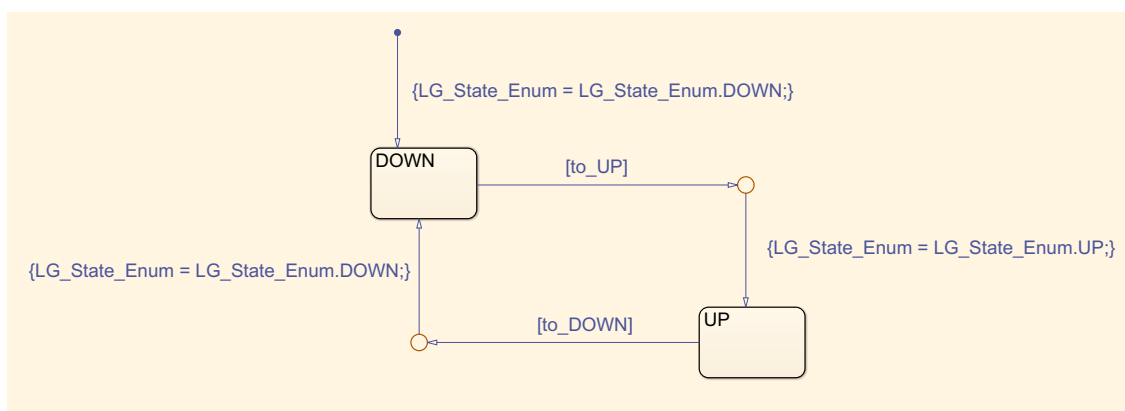 {LG_State_Enum = LG_State_Enum.DOWN;}
DOWN
[to_UP]
{LG_State_Enum = LG_State_Enum.UP;}
{LG_State_Enum = LG_State_Enum.DOWN;}
[to_DOWN]
UP